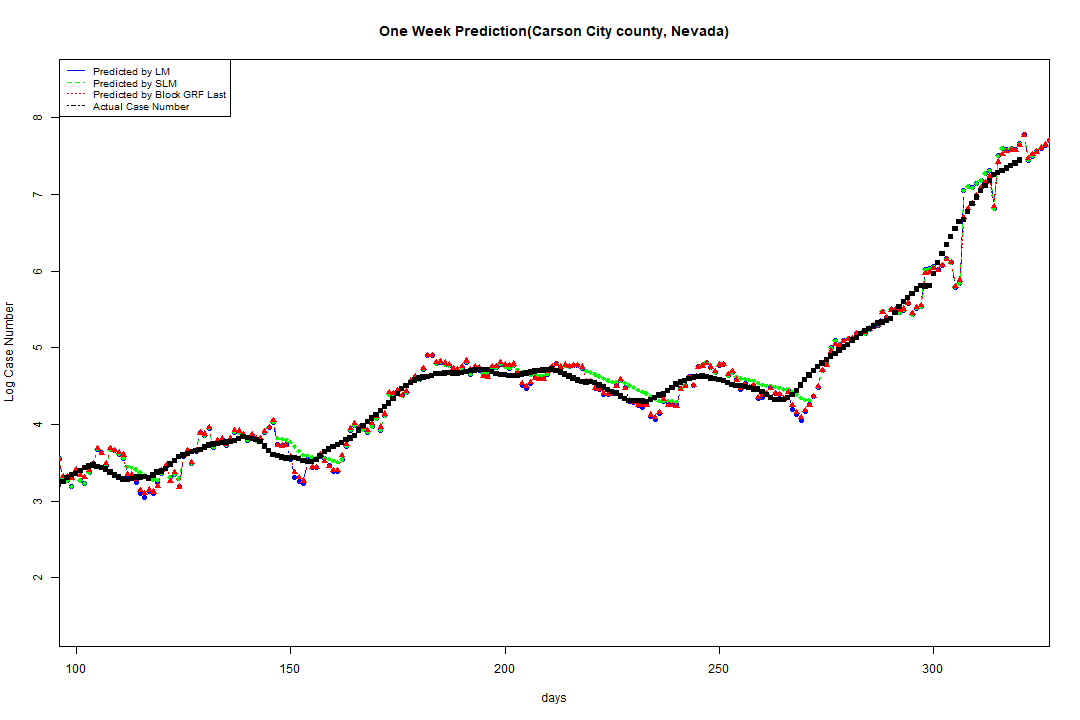 One Week Prediction(Carson City county, Nevada)
Predicted by LM
Predicted by SLM
Predicted by Block GRF Last
Actual Case Number
8
7
6
5
4
3
2
Log Case Number
100 150 200 250 300
days